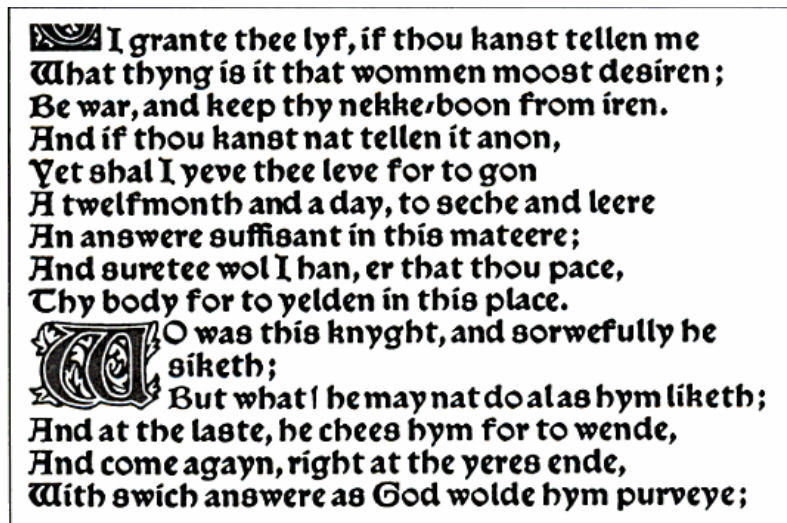 I grante thee lyf, if thou kanst tellen me
What thyng is it that wommen moost desiren;
Be war, and keep thy nekke-boon from iren.
And if thou kanst nat tellen it anon,
Yet shal I yeve thee leve for to gon
A twelfmonth and a day, to seche and leere
An answere suffisant in this mateere;
And suretee wol I han, er that thou pace,
Thy body for to yelden in this place.
WO was this knyght, and sorwefully he
siketh;
But what! he may nat do al as hym liketh;
And at the laste, he chees hym for to wende,
And come agayn, right at the yeres ende,
With swich answere as God wolde hym purveye;